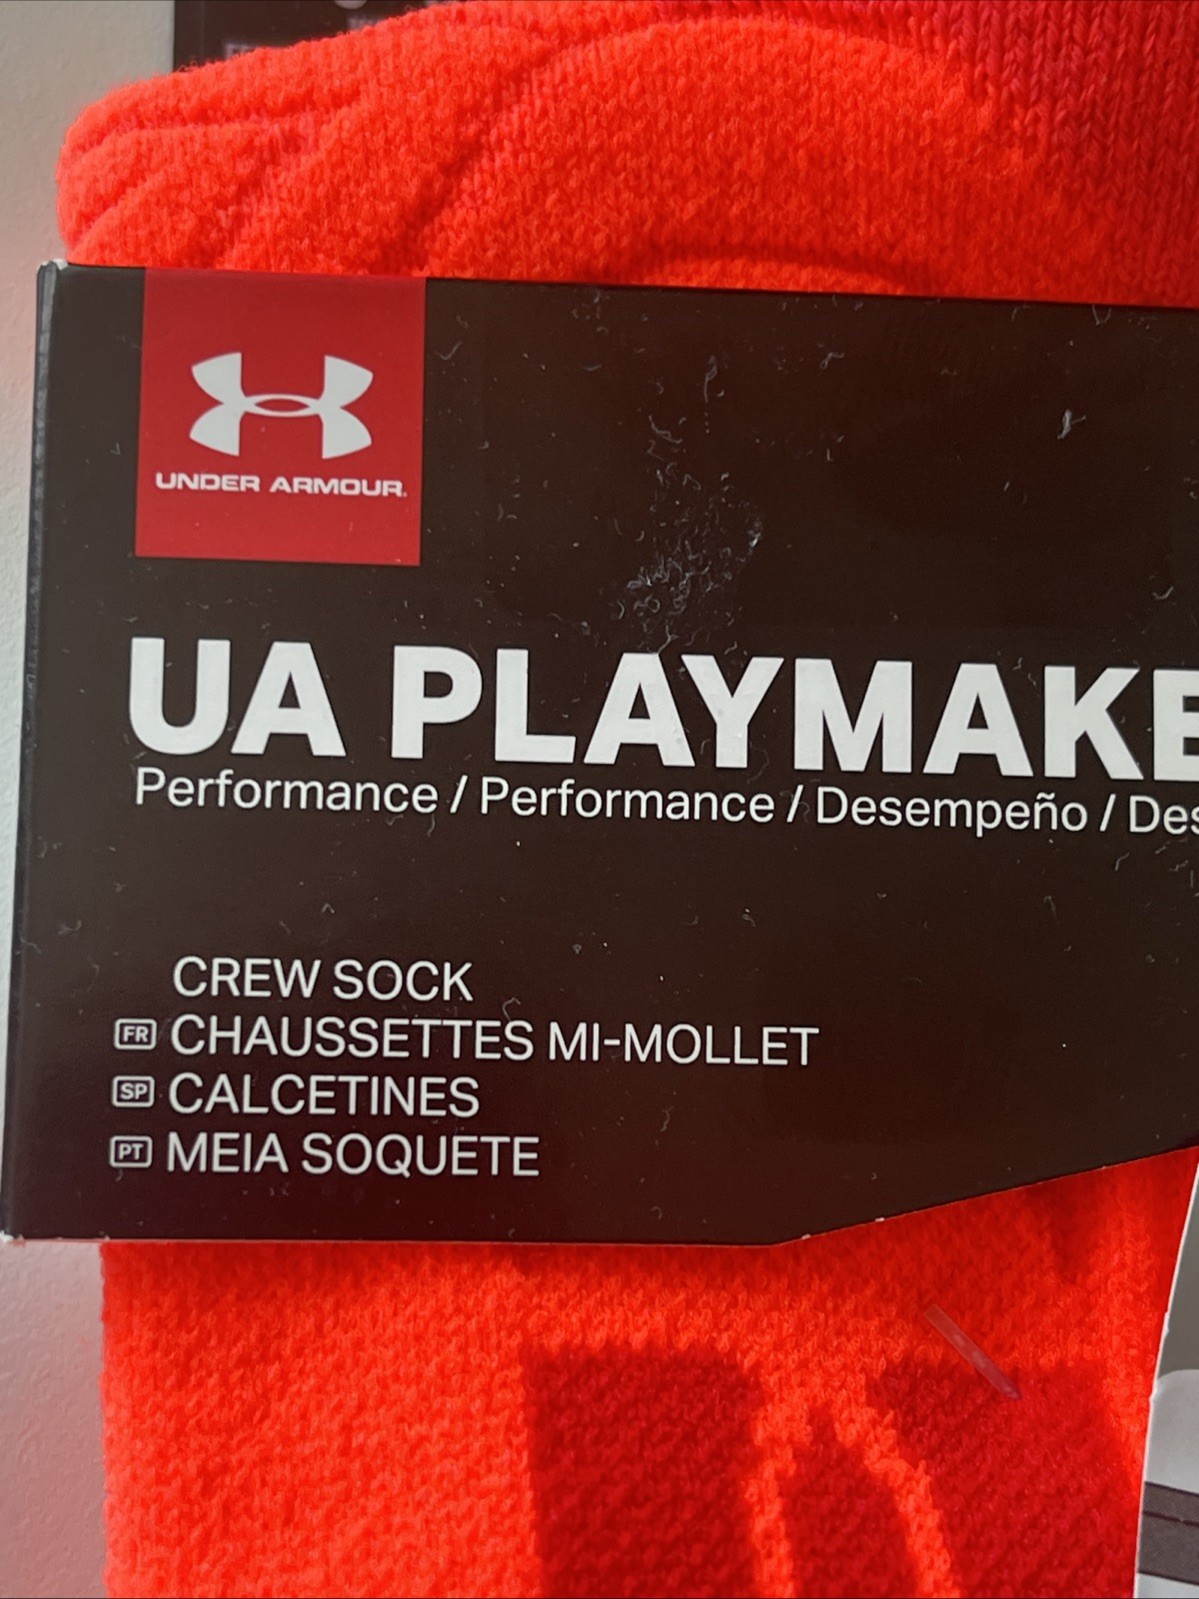 UNDER ARMOUR.
UA PLAYMAKE
Performance / Performance / Desempeño / Des
CREW SOCK
FR CHAUSSETTES MI-MOLLET
SP CALCETINES
PT MEIA SOQUETE